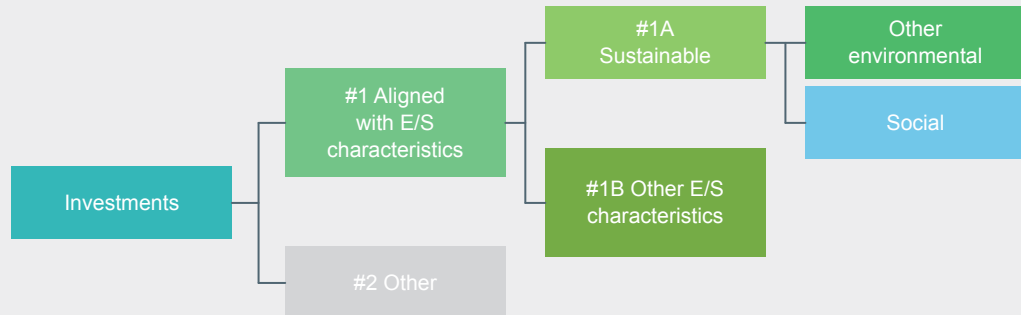 #1A
Sustainable
Other
environmental
#1 Aligned
with E/S
characteristics
Social
Investments
#1B Other E/S
characteristics
#2 Other